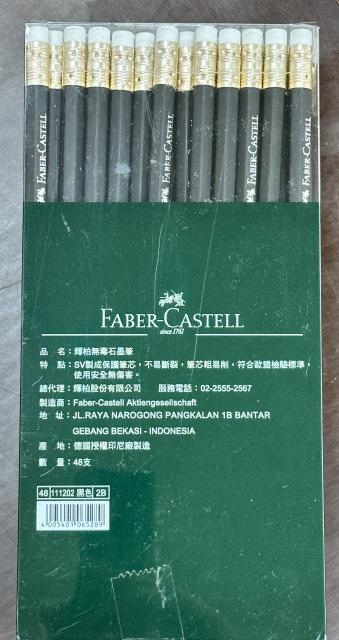 FABER-CASTELL
FABER-CASTELL
FABER-CASTELL
FABER-CASTELL
FABER-CASTELL
since 1761
品 名：輝柏無毒石墨筆
特 點：SV製成保護筆芯，不易斷裂，筆芯粗易削，符合歐盟檢驗標準，
使用安全無傷害。
總代理：輝柏股份有限公司 服務電話：02-2555-2567
製造商：Faber-Castell Aktiengesellschaft
地 址：JL.RAYA NAROGONG PANGKALAN 1B BANTAR
GEBANG BEKASI - INDONESIA
產 地：德國授權印尼廠製造
數 量：48支
48 111202 黑色 2B
4 005401 065289